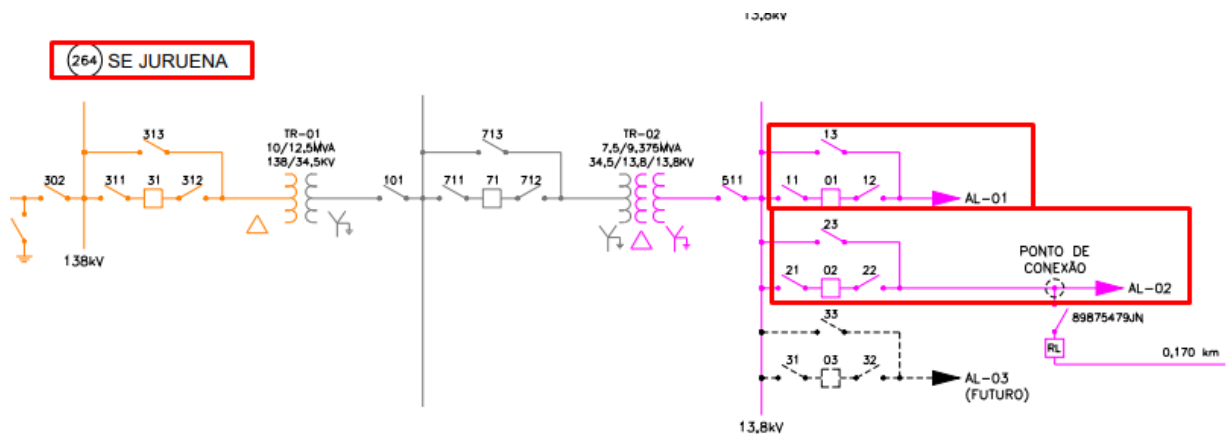 13,8kV
264 SE JURUENA
313
302
311
31
312
TR-01
10/12,5MVA
138/34,5KV
138kV
101
713
711
71
712
TR-02
7,5/9,375MVA
34,5/13,8/13,8KV
511
13
11
01
12
AL-01
23
21
02
22
PONTO DE
CONEXÃO
AL-02
89875479JN
RL
0,170 km
33
31
03
32
AL-03
(FUTURO)
13,8kV